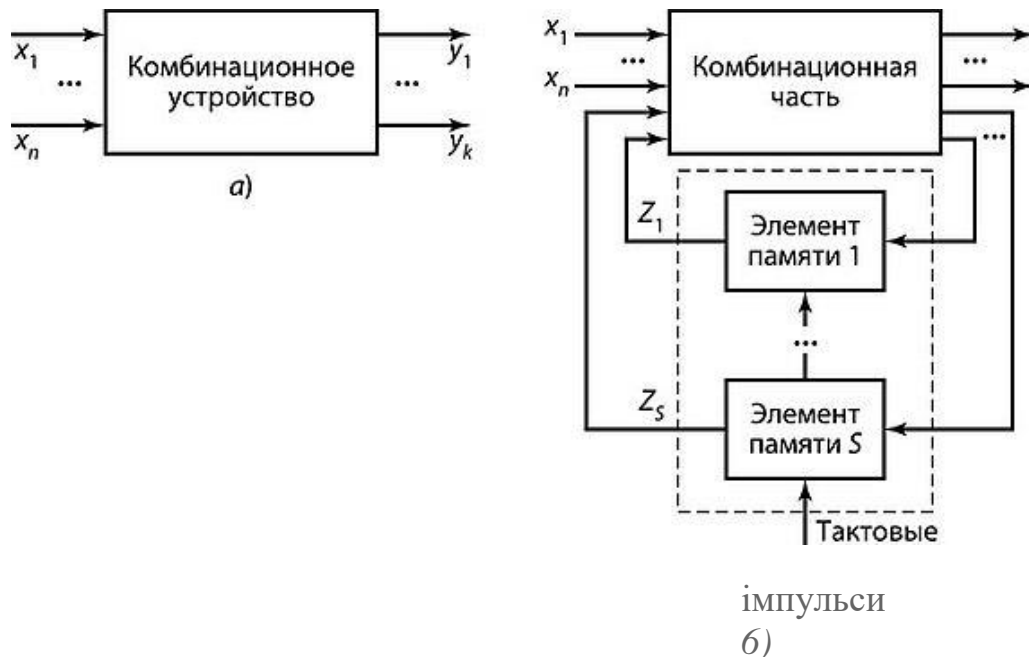 x1
...
xn
Комбинационное
устройство
y1
...
yk
а)
x1
...
xn
Комбинационная
часть
...
...
Z1
Элемент
памяти 1
...
ZS
Элемент
памяти S
Тактовые
імпульси
б)